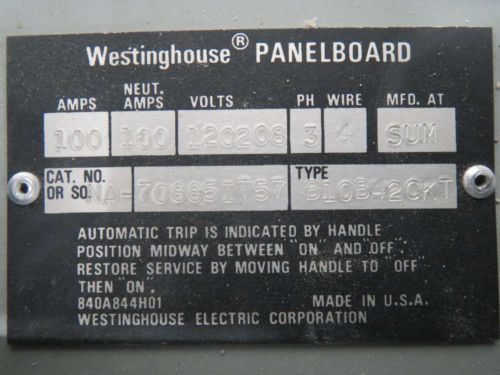 Westinghouse® PANELBOARD
AMPS NEUT. AMPS VOLTS PH WIRE MFD. AT
100 100 120208 3 4 SUM
CAT. NO. OR SO. NA-708851T57 TYPE B10B42CKT
AUTOMATIC TRIP IS INDICATED BY HANDLE
POSITION MIDWAY BETWEEN "ON" AND "OFF".
RESTORE SERVICE BY MOVING HANDLE TO "OFF"
THEN "ON".
840A844H01 MADE IN U.S.A.
WESTINGHOUSE ELECTRIC CORPORATION